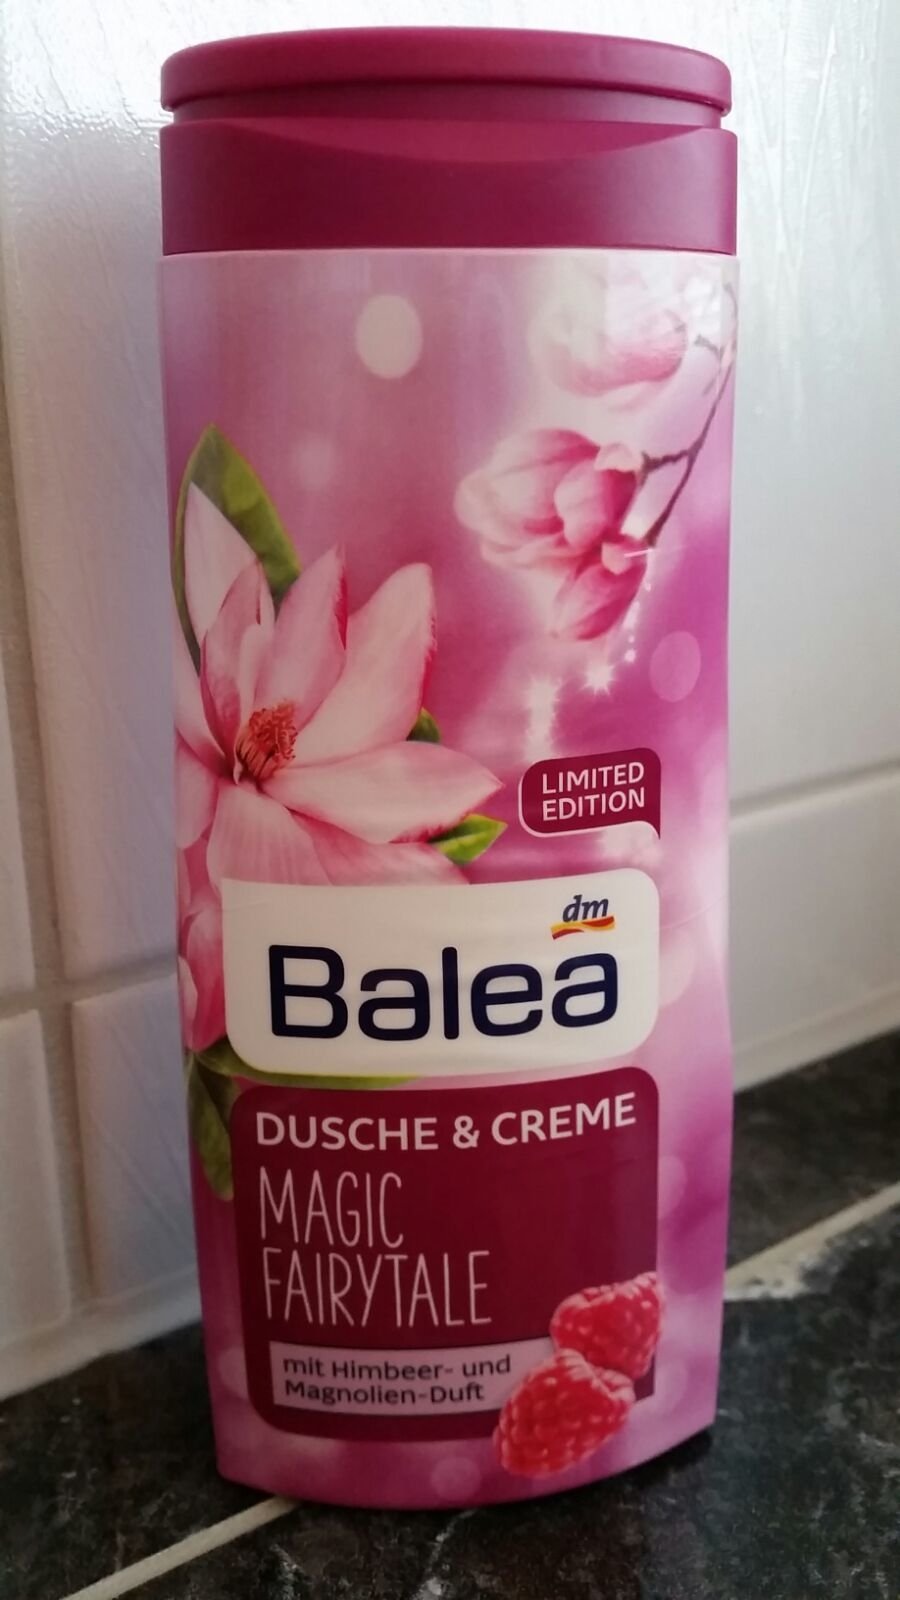 LIMITED
EDITION
dm
Balea
DUSCHE & CREME
MAGIC
FAIRYTALE
mit Himbeer- und
Magnolien-Duft